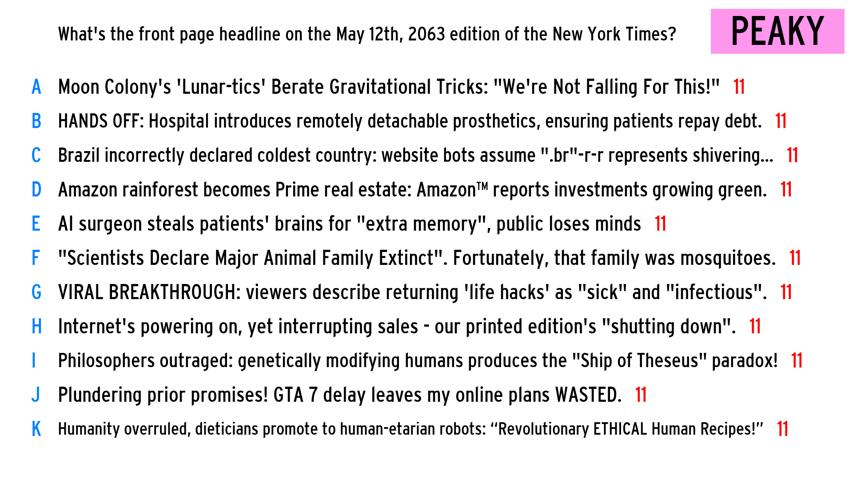 What's the front page headline on the May 12th, 2063 edition of the New York Times?
PEAKY
A Moon Colony's 'Lunar-tics' Berate Gravitational Tricks: "We're Not Falling For This!" 11
B HANDS OFF: Hospital introduces remotely detachable prosthetics, ensuring patients repay debt. 11
C Brazil incorrectly declared coldest country: website bots assume ".br"-r-r represents shivering... 11
D Amazon rainforest becomes Prime real estate: Amazon™ reports investments growing green. 11
E AI surgeon steals patients' brains for "extra memory", public loses minds 11
F "Scientists Declare Major Animal Family Extinct". Fortunately, that family was mosquitoes. 11
G VIRAL BREAKTHROUGH: viewers describe returning 'life hacks' as "sick" and "infectious". 11
H Internet's powering on, yet interrupting sales - our printed edition's "shutting down". 11
I Philosophers outraged: genetically modifying humans produces the "Ship of Theseus" paradox! 11
J Plundering prior promises! GTA 7 delay leaves my online plans WASTED. 11
K Humanity overruled, dieticians promote to human-etarian robots: “Revolutionary ETHICAL Human Recipes!” 11